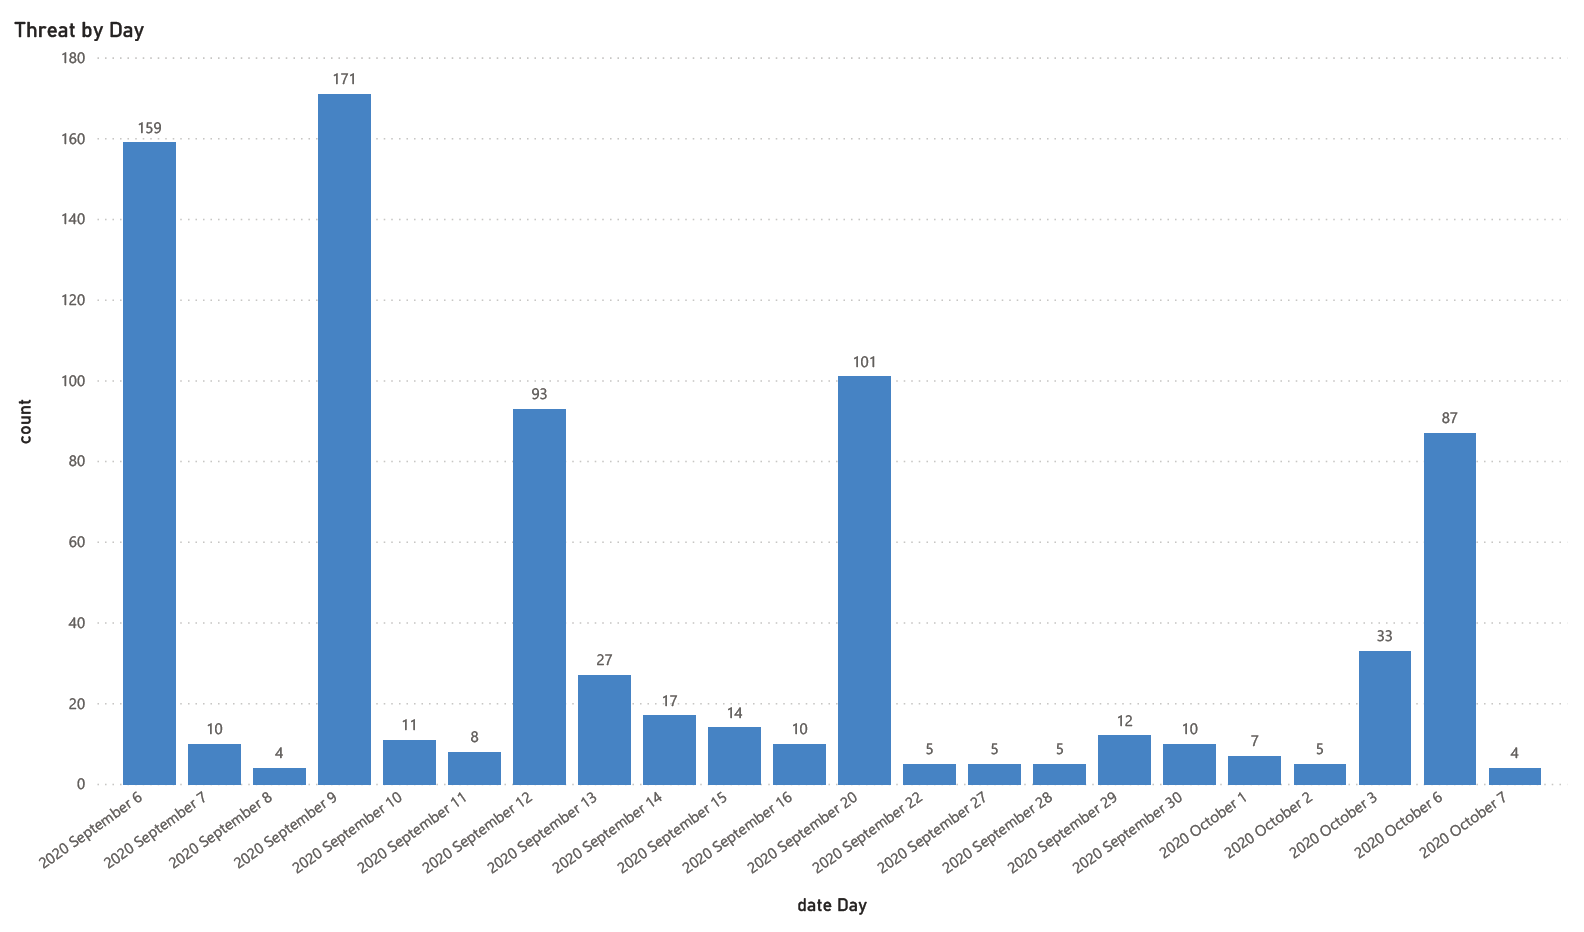 Threat by Day
180
160
140
120
100
80
60
40
20
0
count
159
10
4
171
11
8
93
27
17
14
10
101
5
5
5
12
10
7
5
33
87
4
2020 September 6
2020 September 7
2020 September 8
2020 September 9
2020 September 10
2020 September 11
2020 September 12
2020 September 13
2020 September 14
2020 September 15
2020 September 16
2020 September 20
2020 September 22
2020 September 27
2020 September 28
2020 September 29
2020 September 30
2020 October 1
2020 October 2
2020 October 3
2020 October 6
2020 October 7
date Day